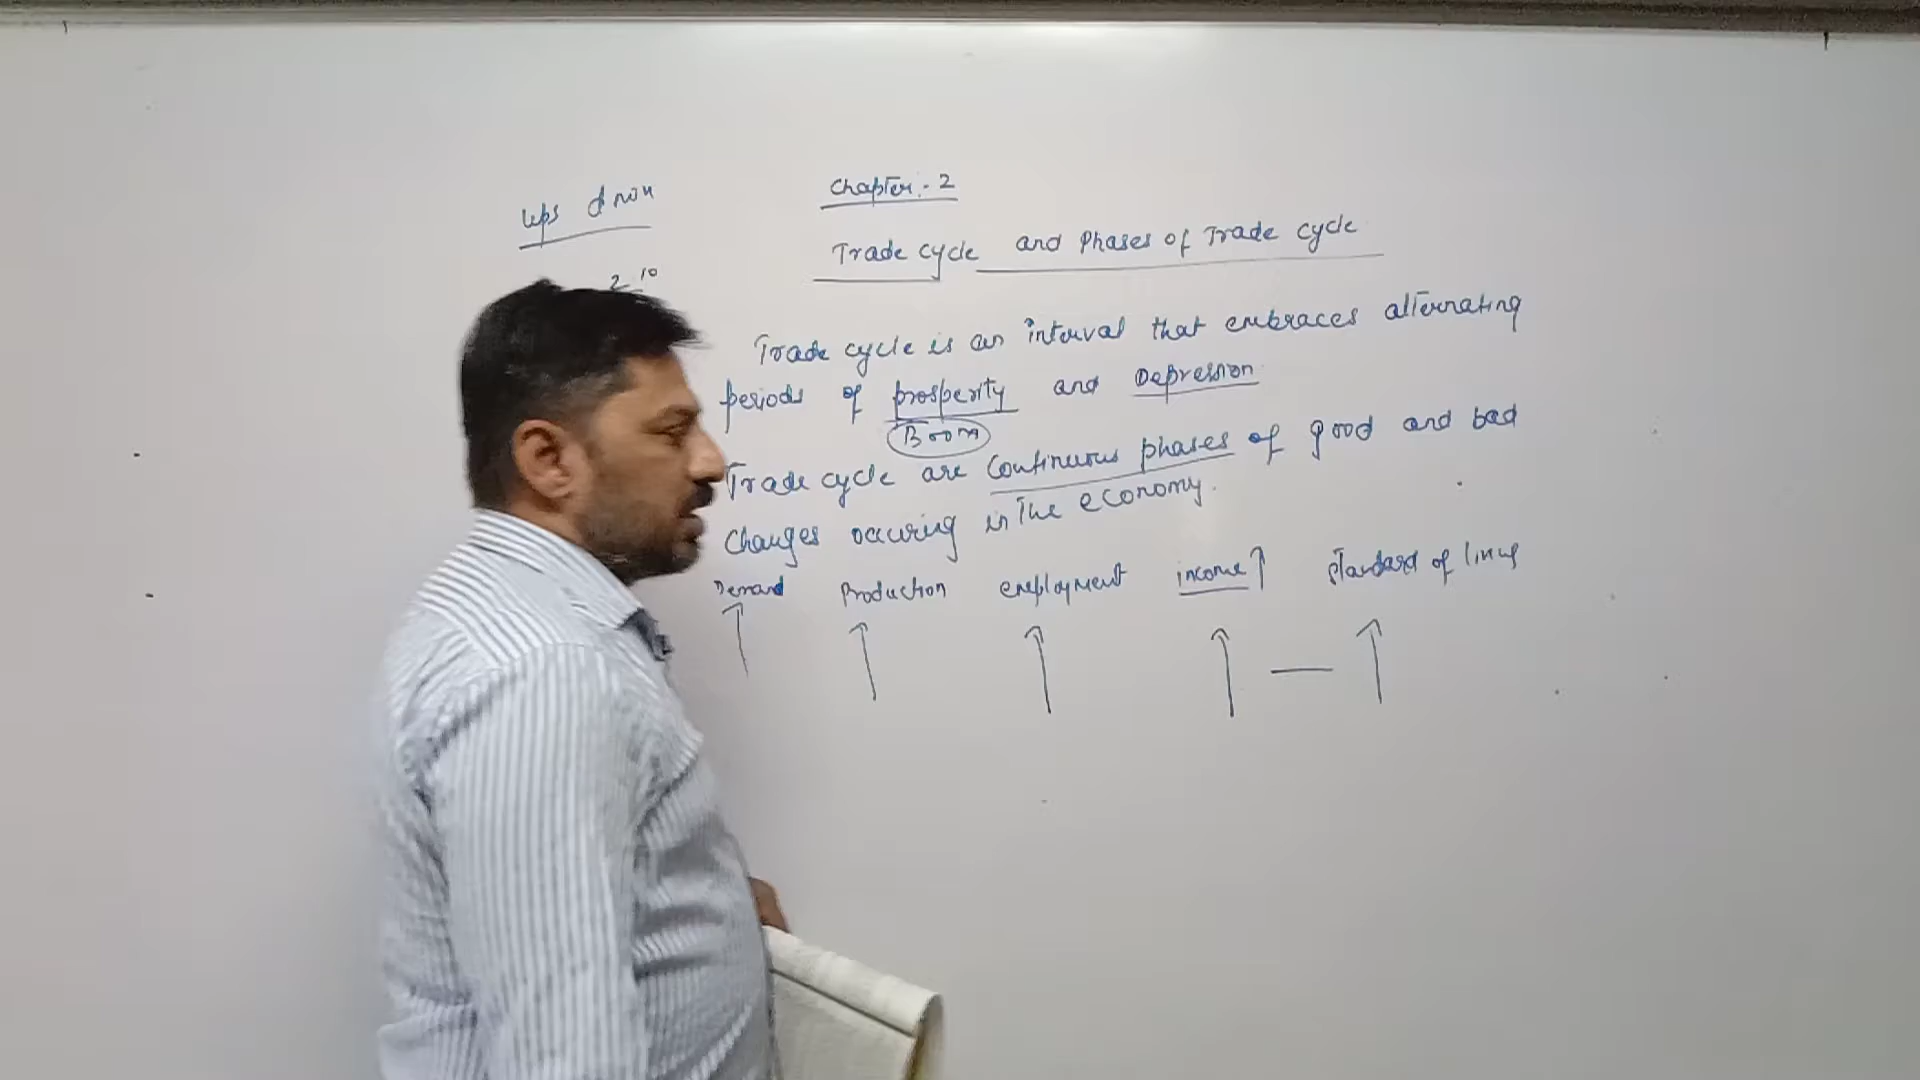 Chapter:- 2
Trade cycle and Phases of Trade cycle
2 10
Trade cycle is an interval that embraces alternating
periods of prosperity and Depression
Boom
Trade cycle are continuous phases of good and bad
changes occuring in The economy.
Demand Production employment income ↑ standard of living
↑ ↑ ↑ ↑ — ↑